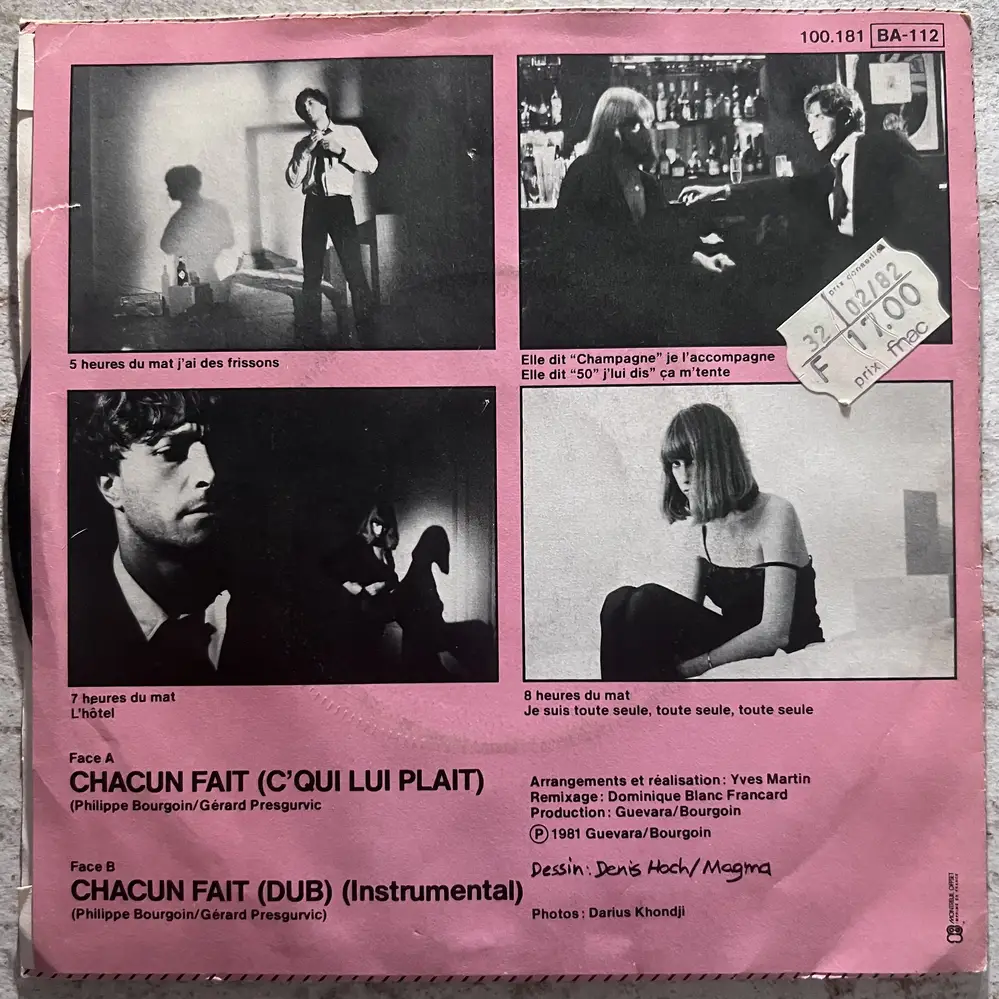 100.181 BA-112
5 heures du mat j'ai des frissons
Elle dit “Champagne” je l'accompagne
Elle dit “50” j'lui dis” ça m'tente
prix conseillé
32 02/82
F 17.00
prix fnac
7 heures du mat
L'hôtel
8 heures du mat
Je suis toute seule, toute seule, toute seule
Face A
CHACUN FAIT (C'QUI LUI PLAIT)
(Philippe Bourgoin/Gérard Presgurvic
Face B
CHACUN FAIT (DUB) (Instrumental)
(Philippe Bourgoin/Gérard Presgurvic)
Arrangements et réalisation : Yves Martin
Remixage : Dominique Blanc Francard
Production : Guevara/Bourgoin
Ⓟ 1981 Guevara/Bourgoin
Dessin : Denis Hoch/Magma
Photos : Darius Khondji
MONTREUIL OFFSET